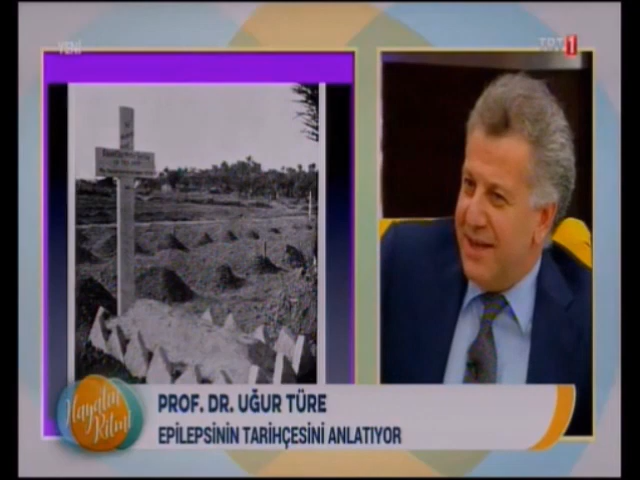 YENİ
TRT 1
Hayatın
Ritmi
PROF. DR. UĞUR TÜRE
EPİLEPSİNİN TARİHÇESİNİ ANLATIYOR